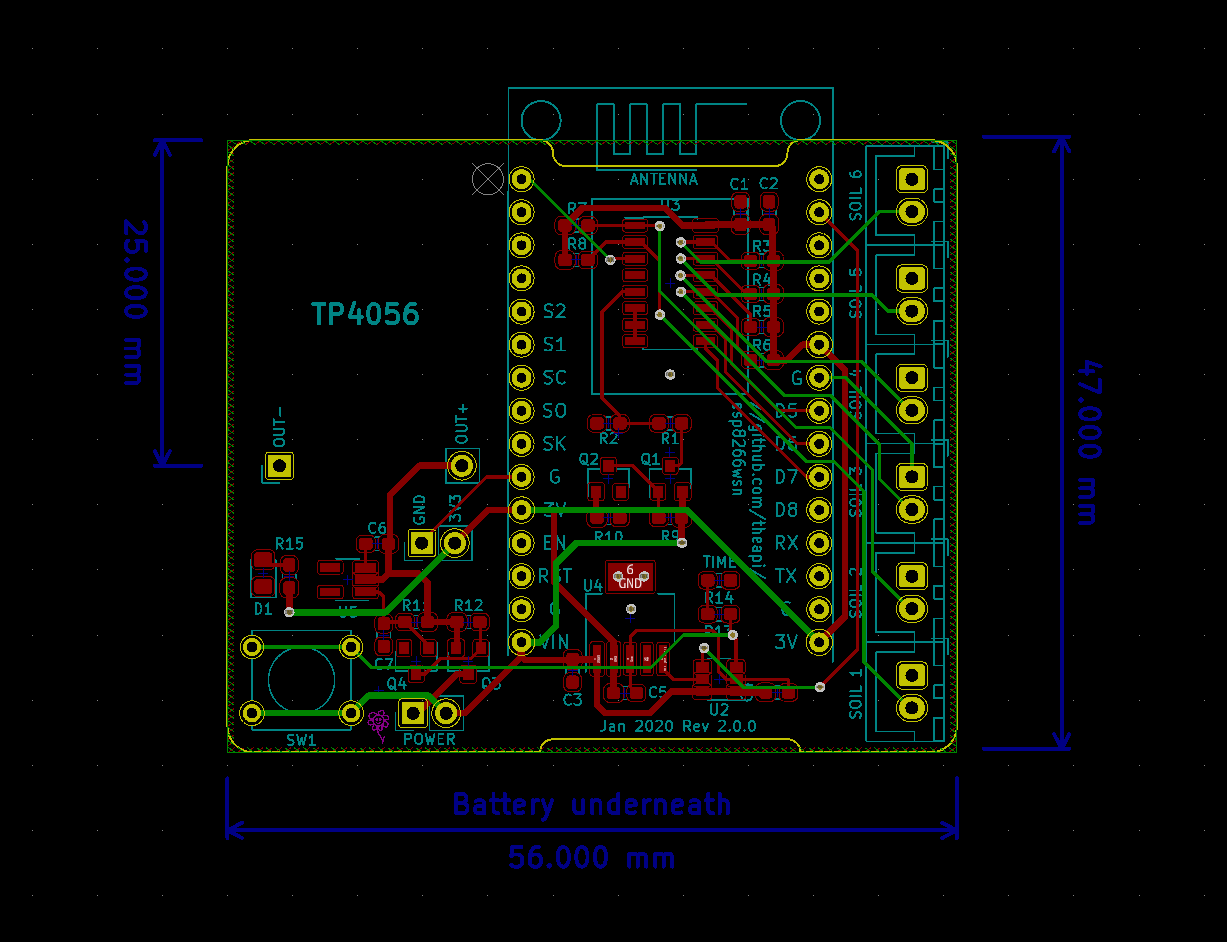 ANTENNA
C1
C2
U3
R7
R8
R3
R4
R5
R6
SOIL 6
SOIL 5
25.000 mm
TP4056
S2
S1
SC
SO
SK
G
3V
EN
RST
G
VIN
G
D5
D6
D7
D8
RX
TX
G
3V
47.000 mm
OUT-
OUT+
R2
R1
Q2
Q1
//github.com/theapi/
esp8266wsn
SOIL 3
GND
3V3
C6
R10
R9
R15
D1
U5
U4
6
GND
TIME
R14
SOIL 2
R12
C7
Q4
Q3
C3
C5
U2
SOIL 1
SW1
POWER
Jan 2020 Rev 2.0.0
Battery underneath
56.000 mm